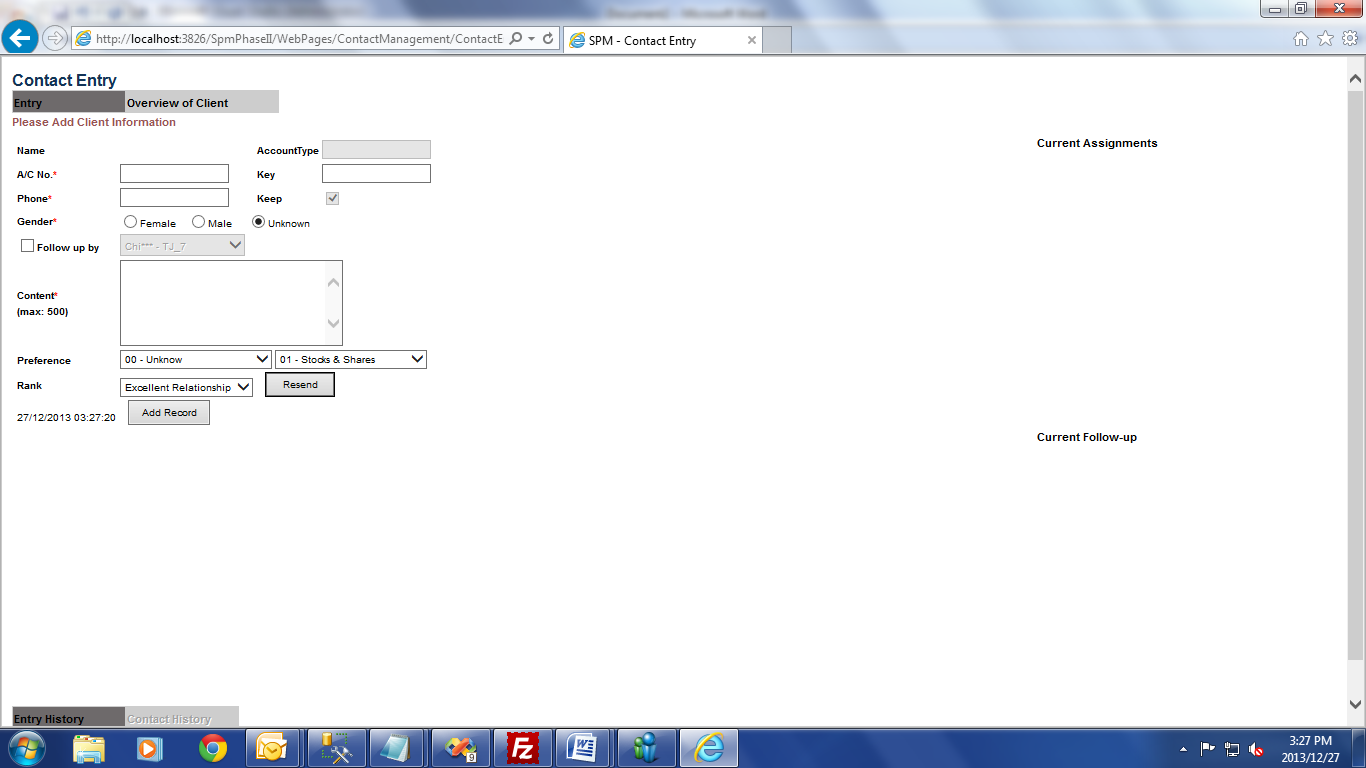 http://localhost:3826/SpmPhaseII/WebPages/ContactManagement/ContactE
SPM - Contact Entry
Contact Entry
Entry Overview of Client
Please Add Client Information
Name AccountType
Current Assignments
A/C No.* Key
Phone* Keep
Gender* Female Male Unknown
Follow up by Chi*** - TJ_7
Content*
(max: 500)
Preference 00 - Unknow 01 - Stocks & Shares
Rank Excellent Relationship Resend
27/12/2013 03:27:20 Add Record
Current Follow-up
Entry History Contact History
9
Fz
W
3:27 PM
2013/12/27